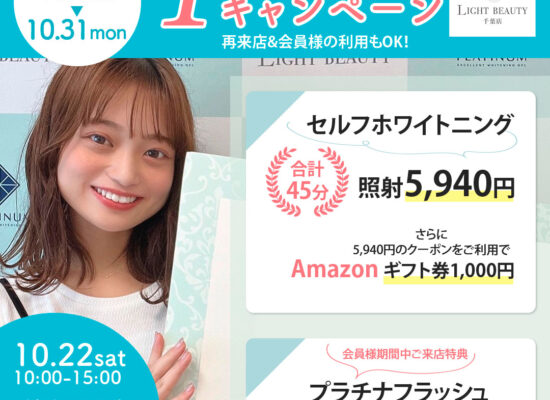 10.31mon
キャンペーン
再来店&会員様の利用もOK!
LIGHT BEAUTY
千葉店
LIGHT BEAUTY
PLATINUM
セルフホワイトニング
合計
45分
照射5,940円
さらに
5,940円のクーポンをご利用で
Amazon ギフト券1,000円
10.22sat
10:00-15:00
会員様期間中ご来店特典
プラチナフラッシュ